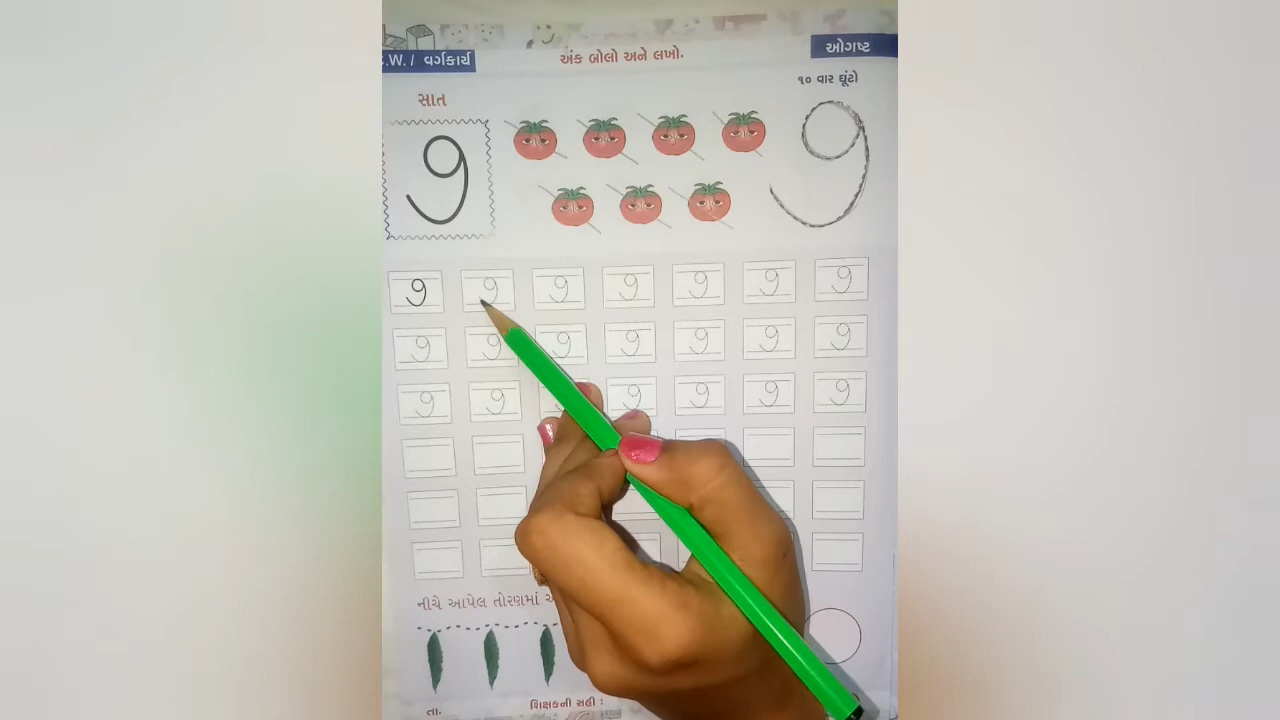 C.W. / વર્ગકાર્ય
અંક બોલો અને લખો.
ઓગષ્ટ
સાત
૧૦ વાર ઘૂંટો
૭ ૭
૭ ૭ ૭ ૭ ૭ ૭ ૭
૭ ૭ ૭ ૭ ૭ ૭ ૭
૭ ૭ ૭ ૭ ૭ ૭
નીચે આપેલ તોરણમાં
તા.
શિક્ષકની સહી :